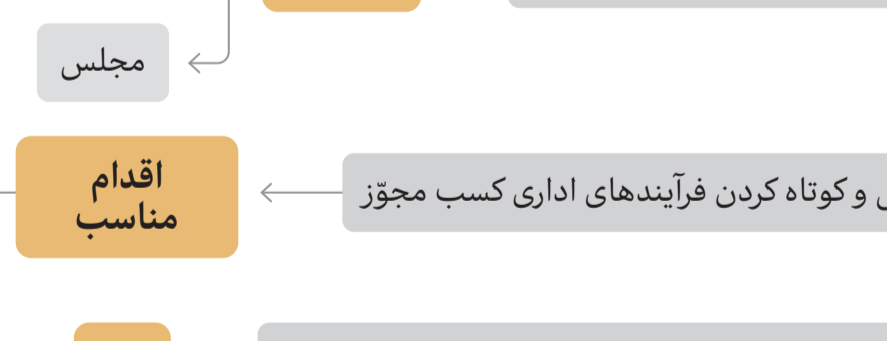 مجلس
و کوتاه کردن فرآیندهای اداری کسب مجوّز
اقدام
مناسب